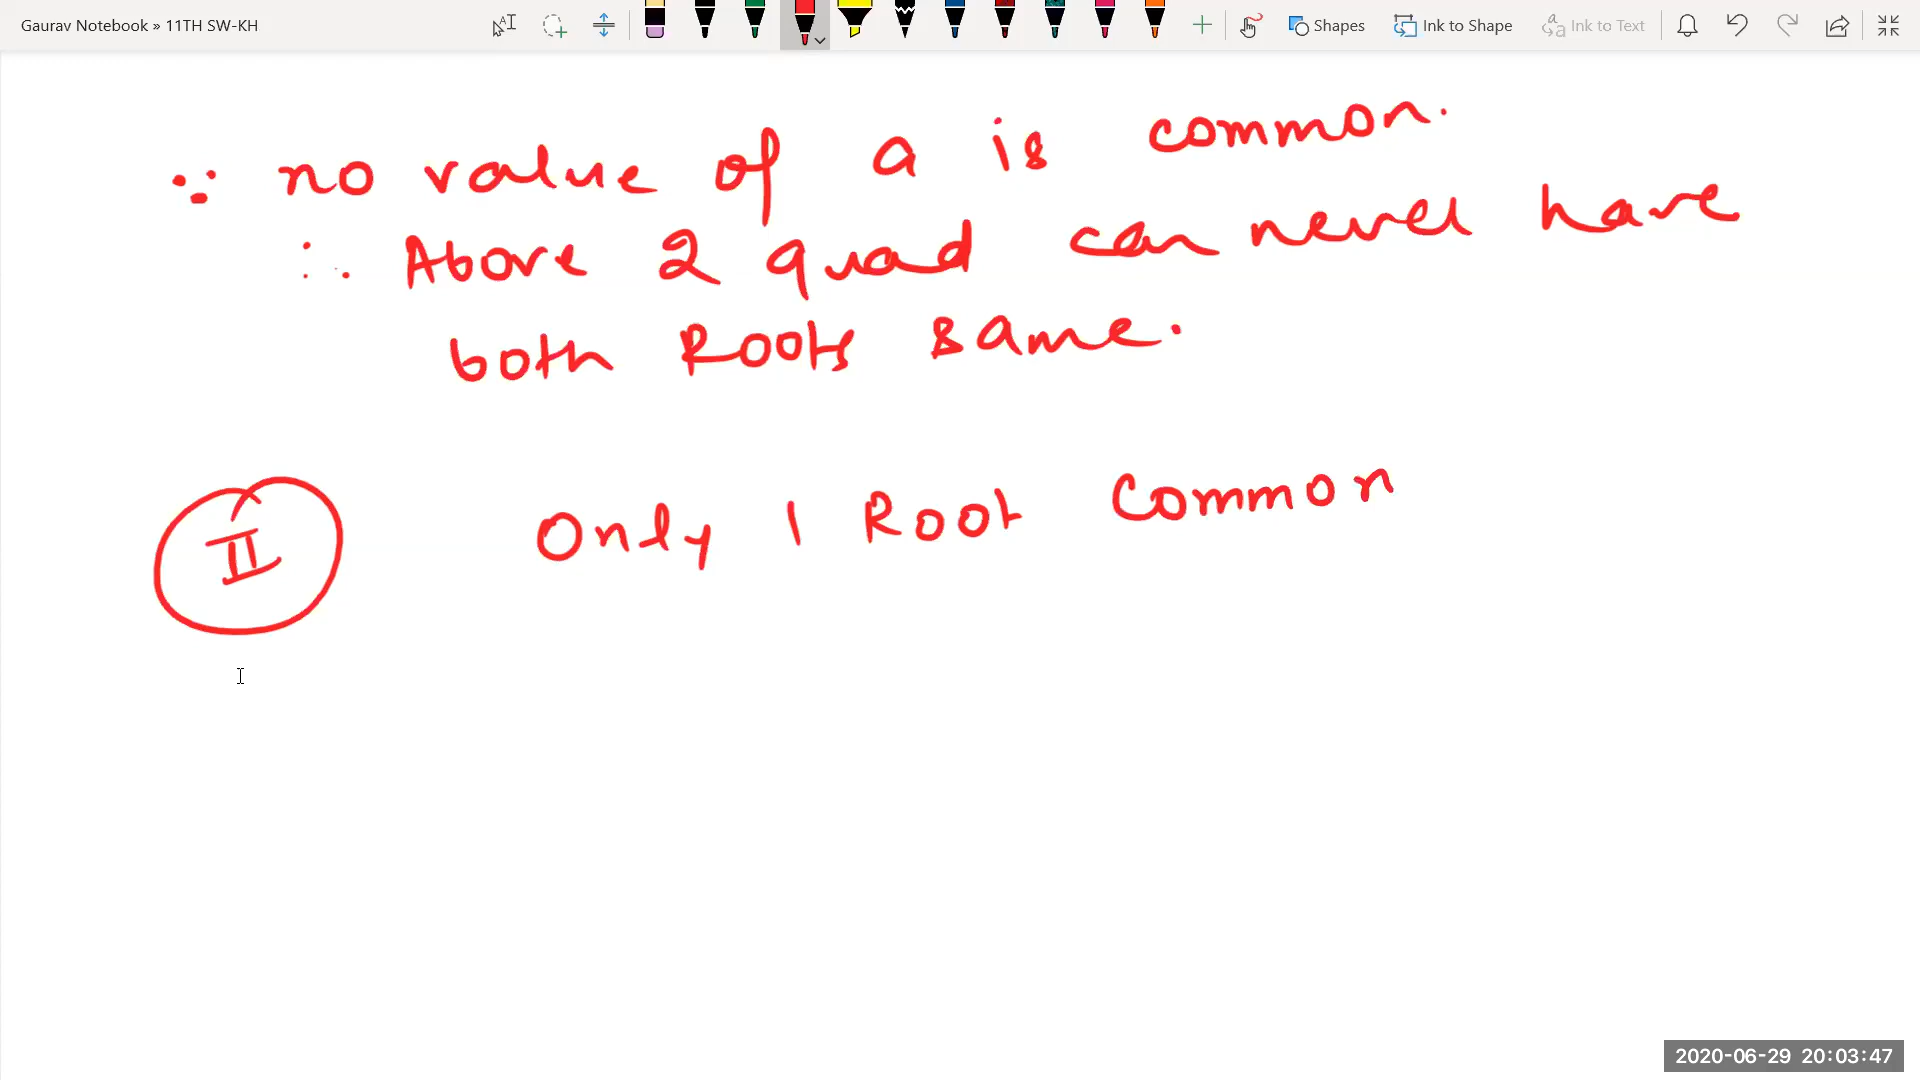 Gaurav Notebook » 11TH SW-KH
Shapes
Ink to Shape
Ink to Text
∵ no value of a is common.
∴ Above 2 quad can never have
both Roots same.
II Only 1 Root Common
2020-06-29 20:03:47